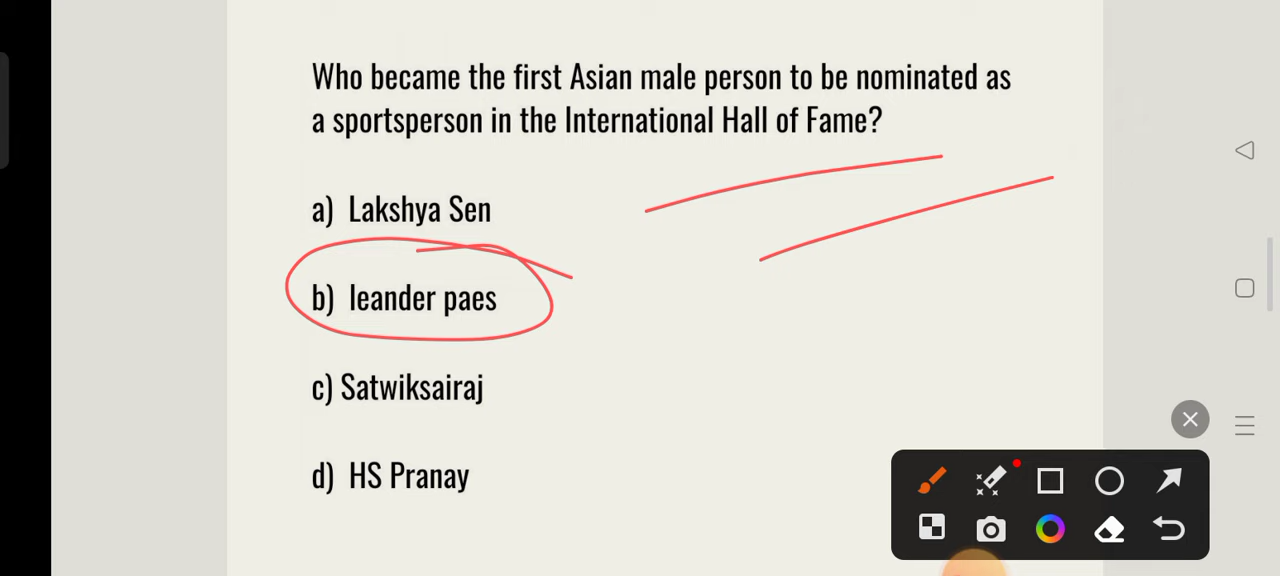 Who became the first Asian male person to be nominated as
a sportsperson in the International Hall of Fame?
a) Lakshya Sen
b) leander paes
c) Satwiksairaj
d) HS Pranay